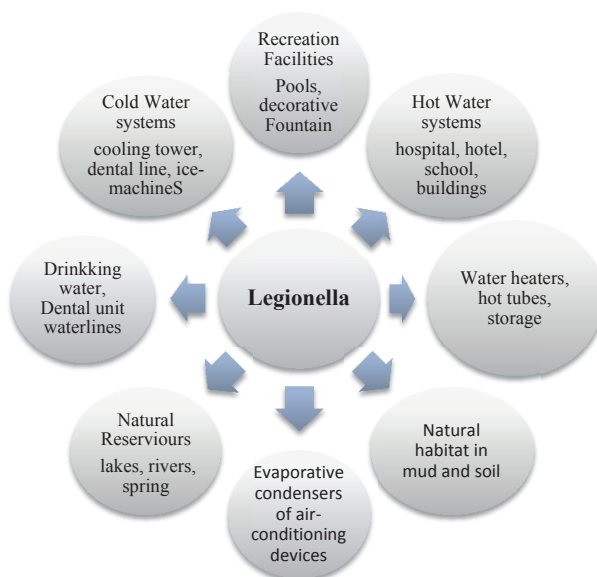 Recreation
Facilities
Pools,
decorative
Fountain
Hot Water
systems
hospital, hotel,
school,
buildings
Water heaters,
hot tubes,
storage
Natural
habitat in
mud and soil
Evaporative
condensers
of air-
conditioning
devices
Natural
Reserviours
lakes, rivers,
spring
Drinkking
water,
Dental unit
waterlines
Cold Water
systems
cooling tower,
dental line, ice-
machineS
Legionella